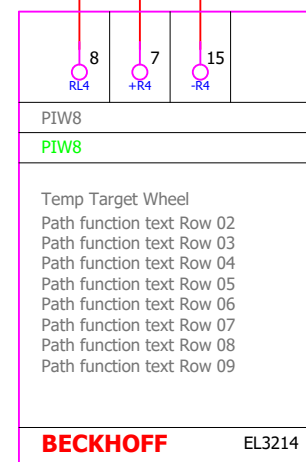 8 7 15
RL4 +R4 -R4
PIW8
PIW8
Temp Target Wheel
Path function text Row 02
Path function text Row 03
Path function text Row 04
Path function text Row 05
Path function text Row 06
Path function text Row 07
Path function text Row 08
Path function text Row 09
BECKHOFF EL3214